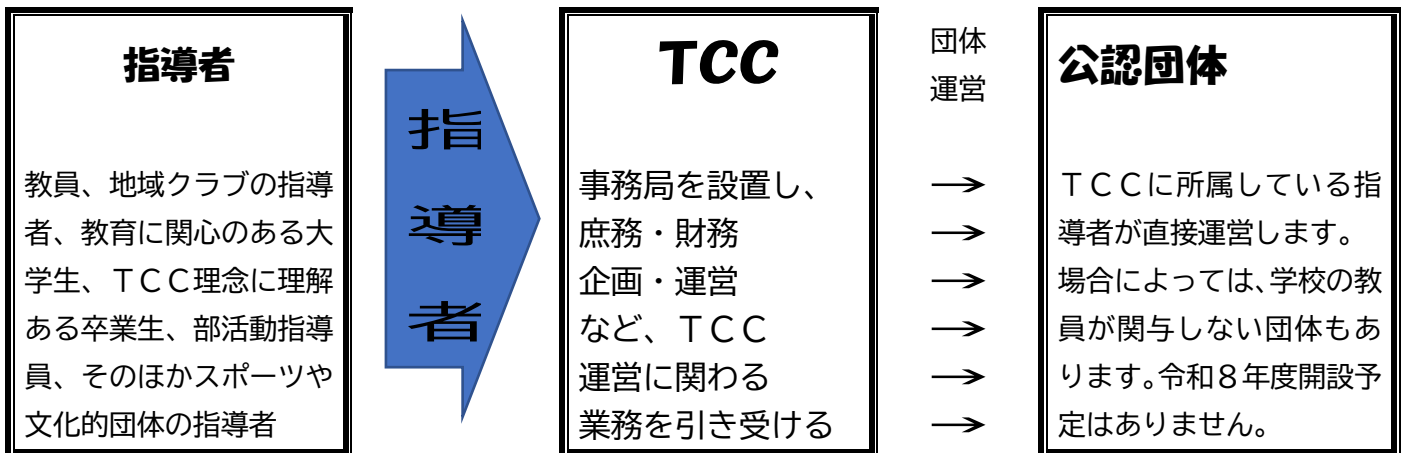 指導者
教員、地域クラブの指導
者、教育に関心のある大
学生、ＴＣＣ理念に理解
ある卒業生、部活動指導
員、そのほかスポーツや
文化的団体の指導者
指
導
者
TCC
事務局を設置し、
庶務・財務
企画・運営
など、ＴＣＣ
運営に関わる
業務を引き受ける
団体
運営
→
→
→
→
→
→
公認団体
ＴＣＣに所属している指
導者が直接運営します。
場合によっては、学校の教
員が関与しない団体もあ
ります。令和８年度開設予
定はありません。